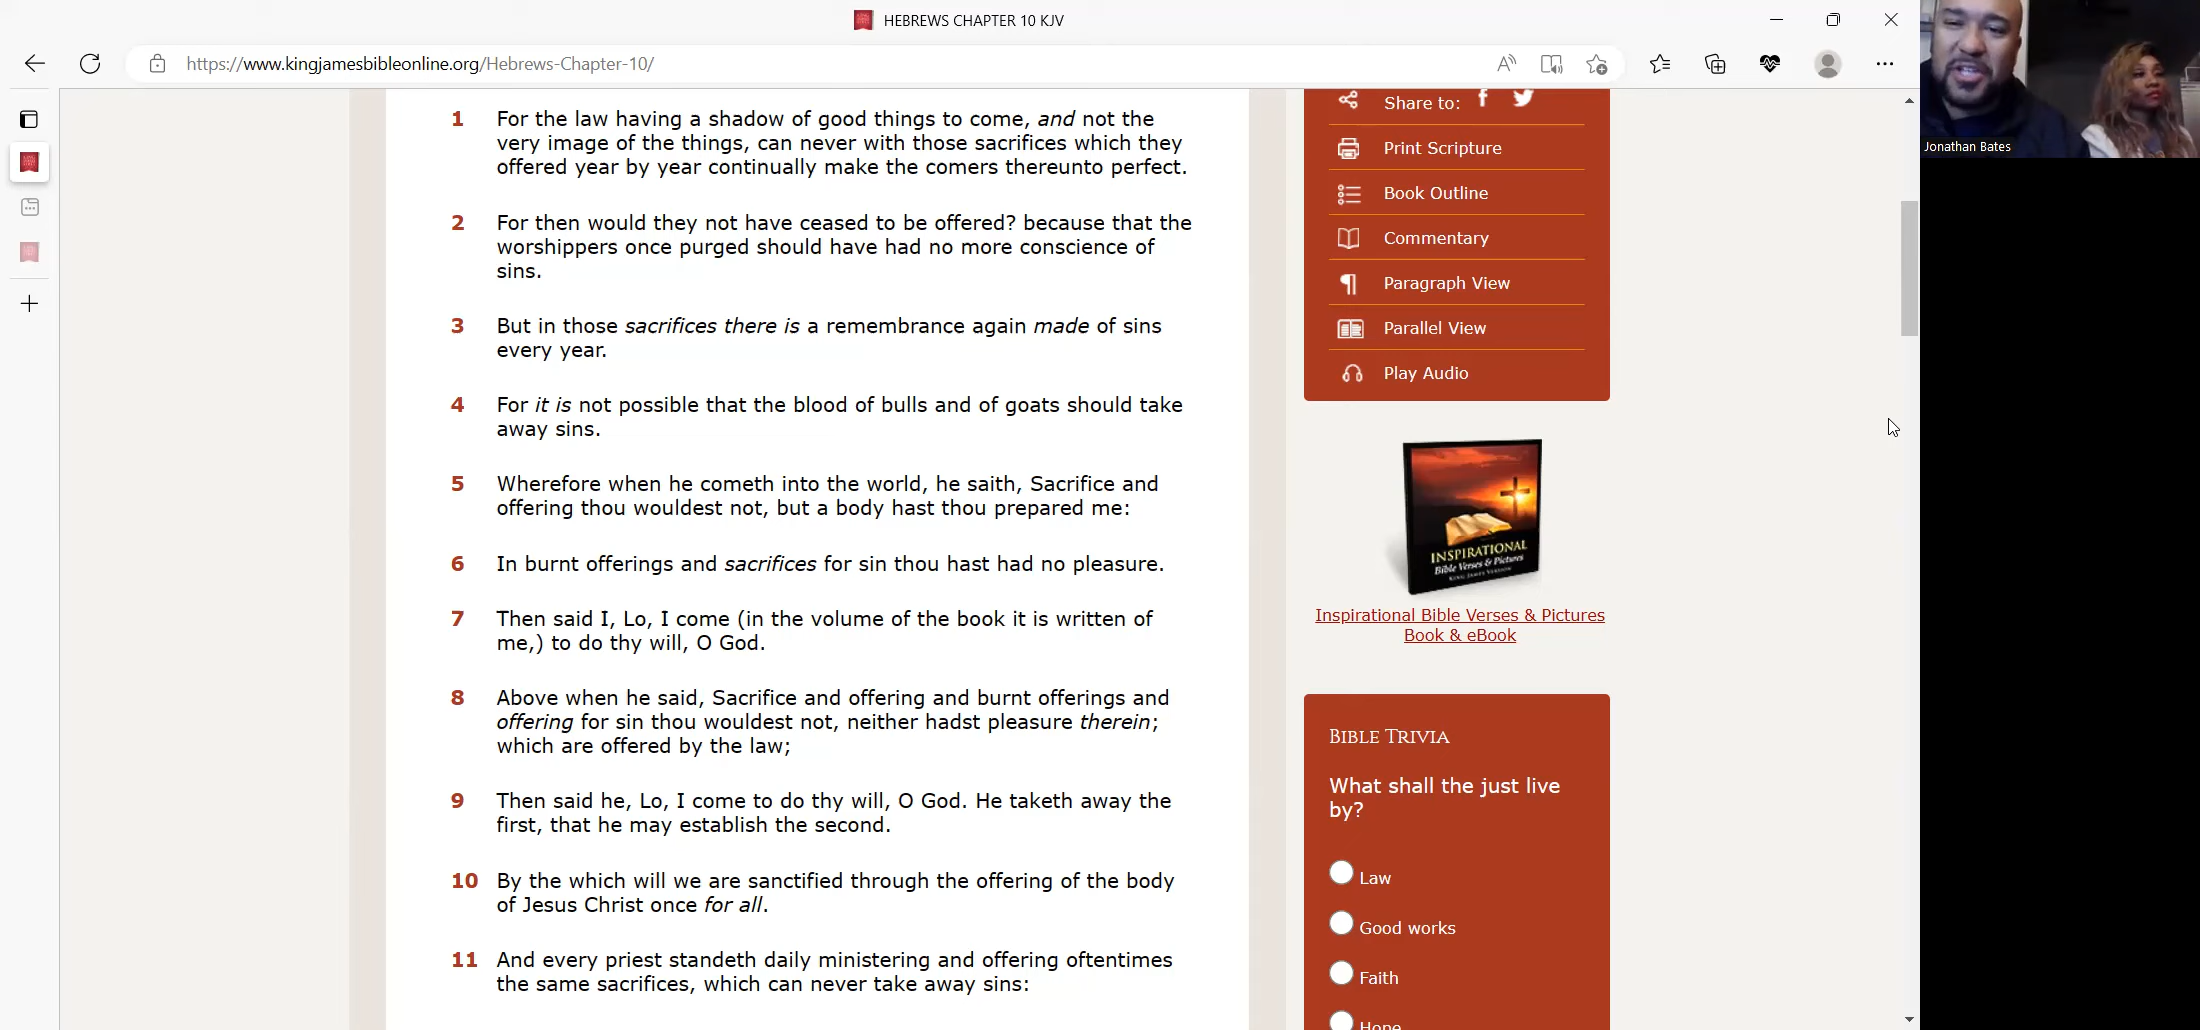 HEBREWS CHAPTER 10 KJV
https://www.kingjamesbibleonline.org/Hebrews-Chapter-10/
1 For the law having a shadow of good things to come, and not the
very image of the things, can never with those sacrifices which they
offered year by year continually make the comers thereunto perfect.
2 For then would they not have ceased to be offered? because that the
worshippers once purged should have had no more conscience of
sins.
3 But in those sacrifices there is a remembrance again made of sins
every year.
4 For it is not possible that the blood of bulls and of goats should take
away sins.
5 Wherefore when he cometh into the world, he saith, Sacrifice and
offering thou wouldest not, but a body hast thou prepared me:
6 In burnt offerings and sacrifices for sin thou hast had no pleasure.
7 Then said I, Lo, I come (in the volume of the book it is written of
me,) to do thy will, O God.
8 Above when he said, Sacrifice and offering and burnt offerings and
offering for sin thou wouldest not, neither hadst pleasure therein;
which are offered by the law;
9 Then said he, Lo, I come to do thy will, O God. He taketh away the
first, that he may establish the second.
10 By the which will we are sanctified through the offering of the body
of Jesus Christ once for all.
11 And every priest standeth daily ministering and offering oftentimes
the same sacrifices, which can never take away sins:
Share to:
Print Scripture
Book Outline
Commentary
Paragraph View
Parallel View
Play Audio
INSPIRATIONAL
Bible Verses & Pictures
KING JAMES VERSION
Inspirational Bible Verses & Pictures
Book & eBook
BIBLE TRIVIA
What shall the just live
by?
Law
Good works
Faith
Hope
Jonathan Bates